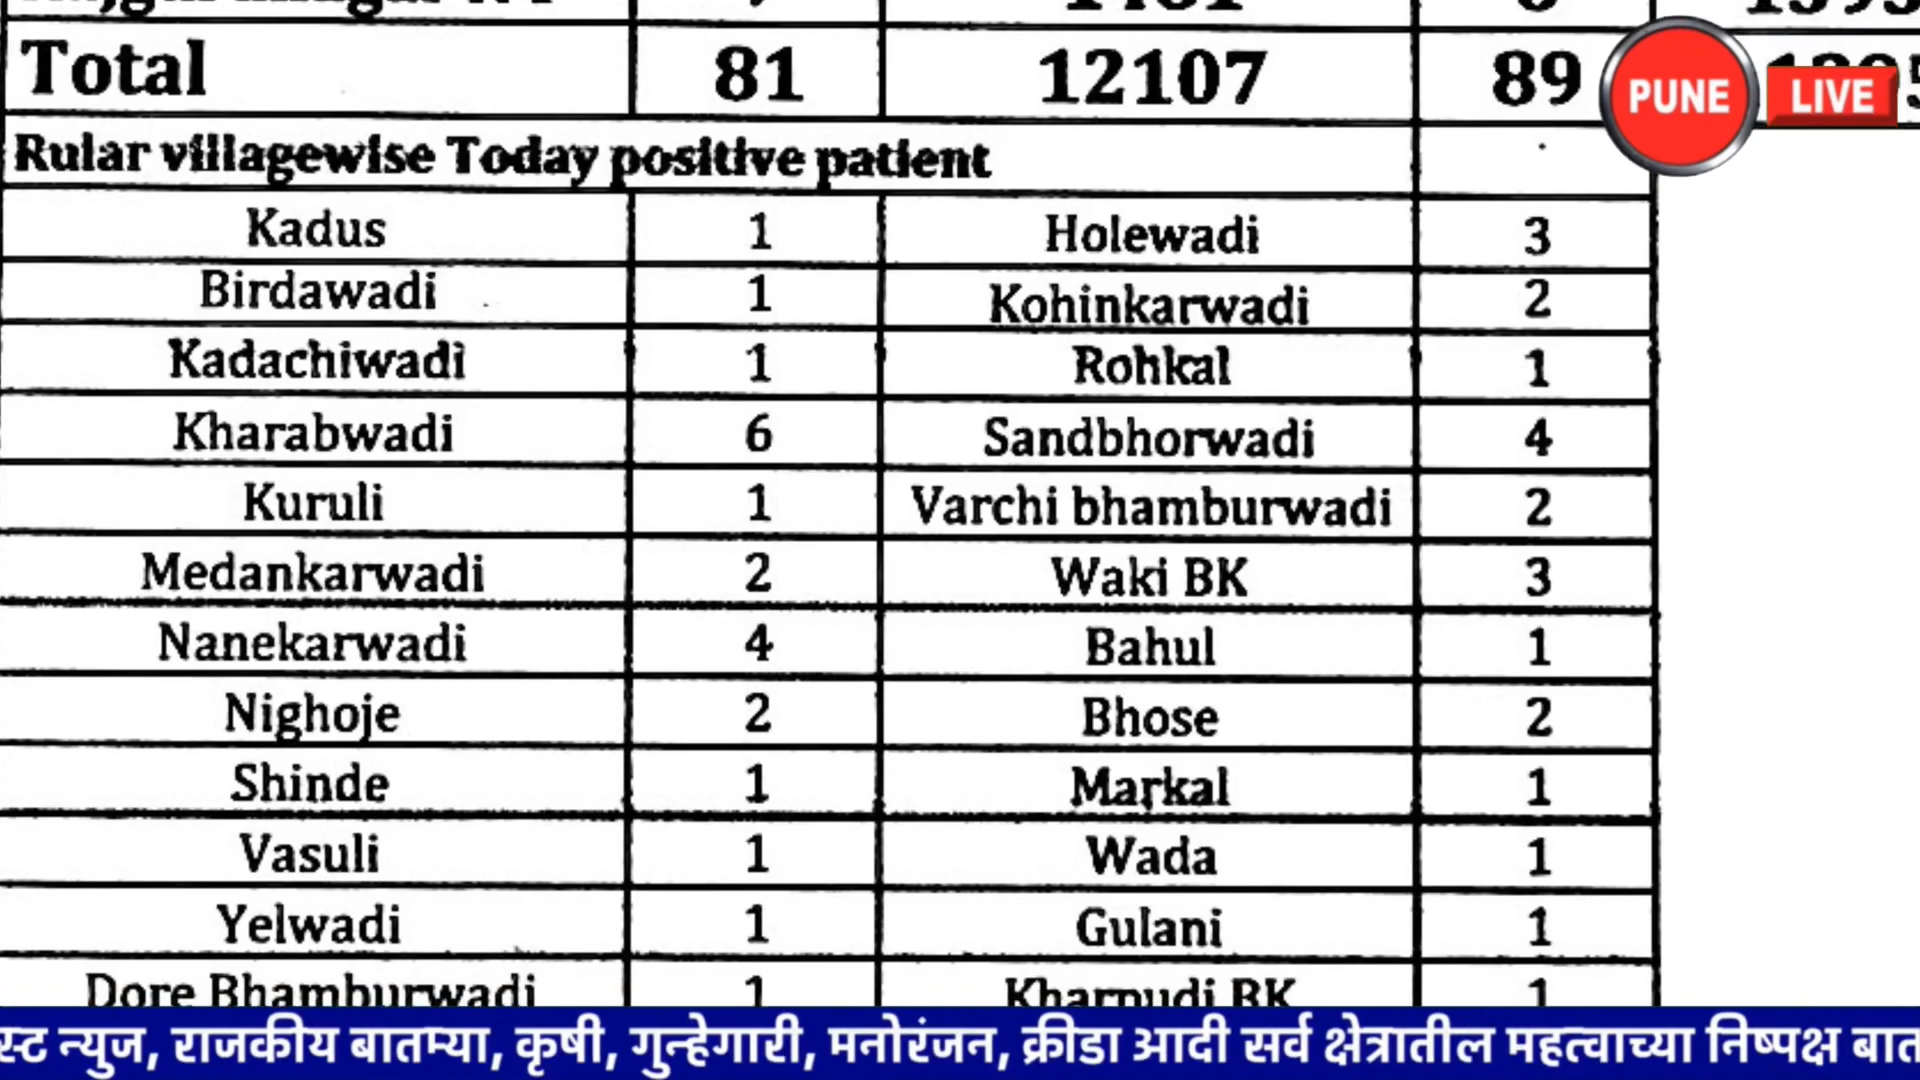 Total 81 12107 89
PUNE LIVE
Rular villagewise Today positive patient
Kadus 1 Holewadi 3
Birdawadi 1 Kohinkarwadi 2
Kadachiwadi 1 Rohkal 1
Kharabwadi 6 Sandbhorwadi 4
Kuruli 1 Varchi bhamburwadi 2
Medankarwadi 2 Waki BK 3
Nanekarwadi 4 Bahul 1
Nighoje 2 Bhose 2
Shinde 1 Markal 1
Vasuli 1 Wada 1
Yelwadi 1 Gulani 1
Dore Bhamburwadi 1 Kharpudi BK 1
न्युज, राजकीय बातम्या, कृषी, गुन्हेगारी, मनोरंजन, क्रीडा आदी सर्व क्षेत्रातील महत्वाच्या निष्पक्ष